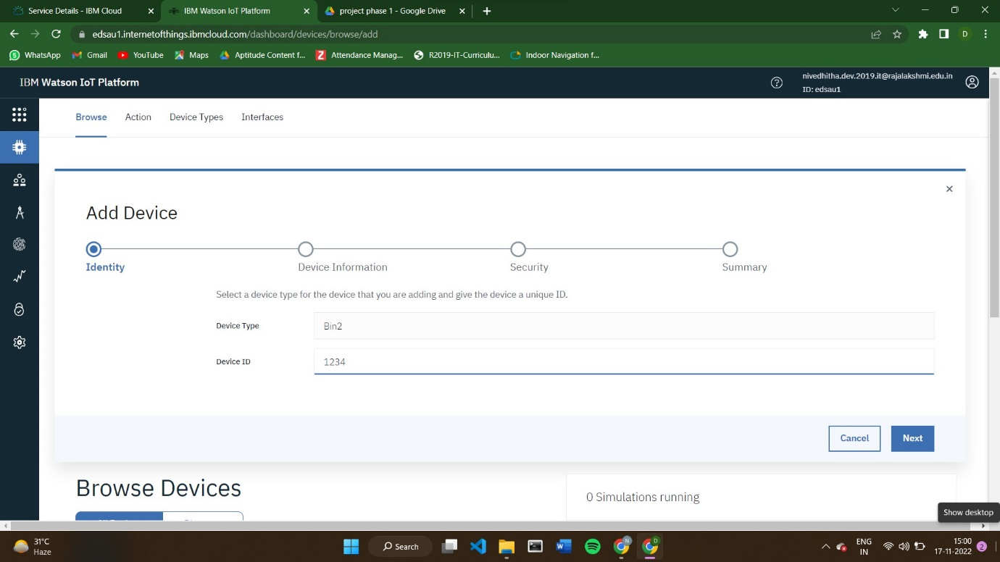 Service Details - IBM Cloud
IBM Watson IoT Platform
project phase 1 - Google Drive
edsau1.internetofthings.ibmcloud.com/dashboard/devices/browse/add
D
WhatsApp
Gmail
YouTube
Maps
Aptitude Content f...
Attendance Manag...
R2019-IT-Curriculu...
Indoor Navigation f...
IBM Watson IoT Platform
nivedhitha.dev.2019.it@rajalakshmi.edu.in
ID: edsau1
Browse
Action
Device Types
Interfaces
Add Device
Identity
Device Information
Security
Summary
Select a device type for the device that you are adding and give the device a unique ID.
Device Type
Bin2
Device ID
1234
Cancel
Next
Browse Devices
0 Simulations running
Show desktop
31°C
Haze
Search
N
D
ENG
IN
15:00
17-11-2022
2